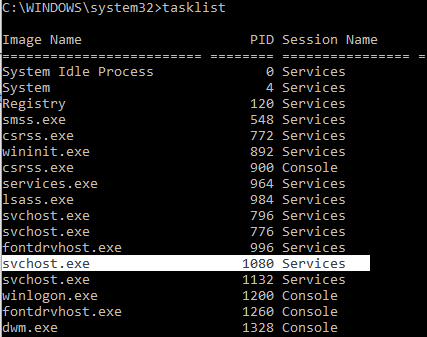 C:\WINDOWS\system32>tasklist
Image Name                     PID Session Name
========================= ======== ================ =
System Idle Process              0 Services
System                           4 Services
Registry                       120 Services
smss.exe                       548 Services
csrss.exe                      772 Services
wininit.exe                    892 Services
csrss.exe                      900 Console
services.exe                   964 Services
lsass.exe                      984 Services
svchost.exe                    796 Services
svchost.exe                    776 Services
fontdrvhost.exe                996 Services
svchost.exe                   1080 Services
svchost.exe                   1132 Services
winlogon.exe                  1200 Console
fontdrvhost.exe               1260 Console
dwm.exe                       1328 Console